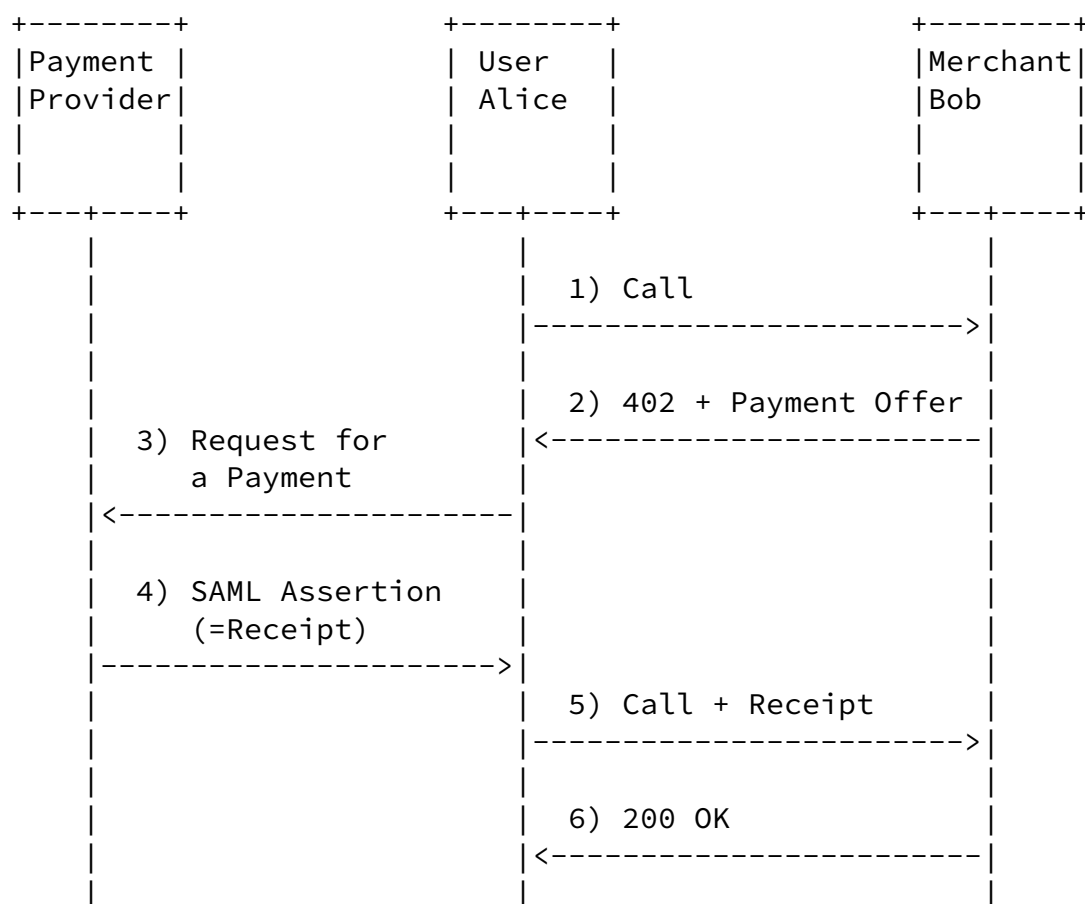 Payment User Merchant
Provider Alice Bob
1) Call
2) 402 + Payment Offer
3) Request for
a Payment
4) SAML Assertion
(=Receipt)
5) Call + Receipt
6) 200 OK